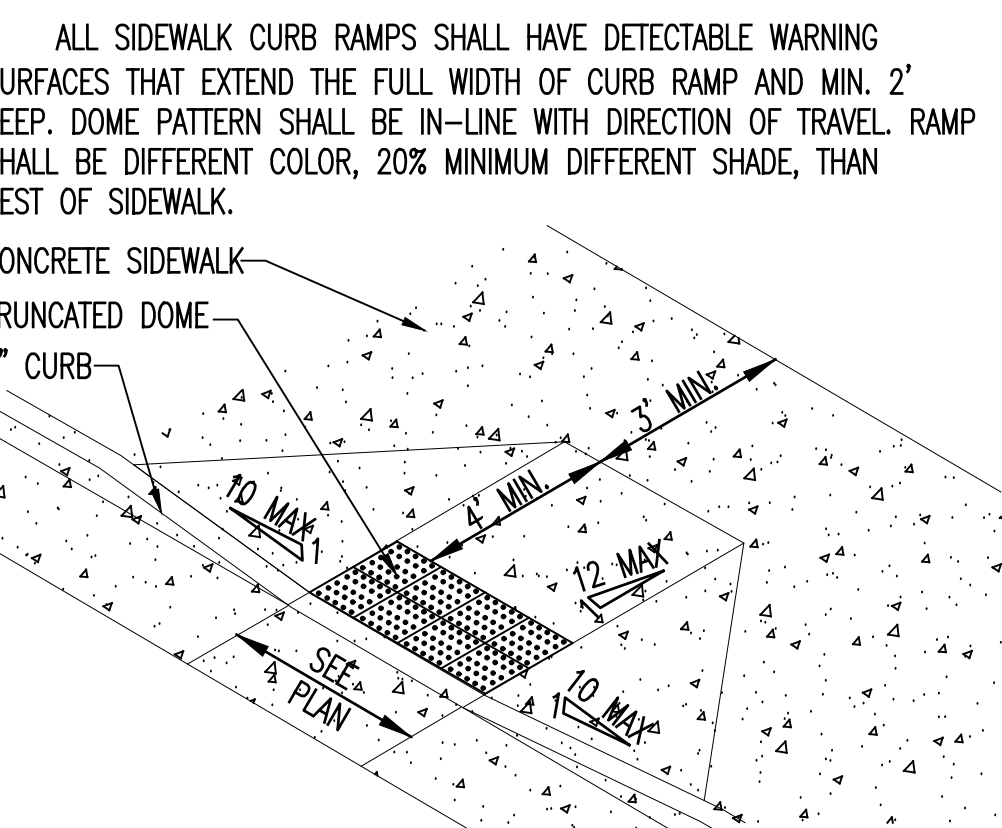 ALL SIDEWALK CURB RAMPS SHALL HAVE DETECTABLE WARNING
URFACES THAT EXTEND THE FULL WIDTH OF CURB RAMP AND MIN. 2'
EEP. DOME PATTERN SHALL BE IN-LINE WITH DIRECTION OF TRAVEL. RAMP
HALL BE DIFFERENT COLOR, 20% MINIMUM DIFFERENT SHADE, THAN
EST OF SIDEWALK.
ONCRETE SIDEWALK
RUNCATED DOME
" CURB
3' MIN.
4' MIN.
10 MAX
1
12 MAX
1
SEE
PLAN
10 MAX
1